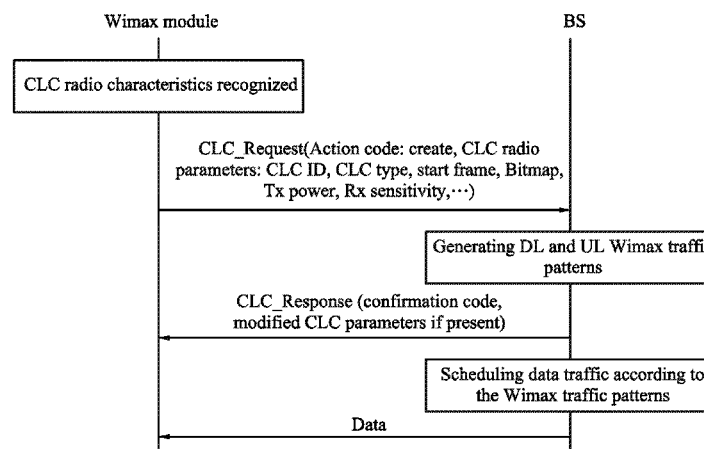 Wimax module
BS
CLC radio characteristics recognized
CLC_Request(Action code: create, CLC radio
parameters: CLC ID, CLC type, start frame, Bitmap,
Tx power, Rx sensitivity,…)
Generating DL and UL Wimax traffic
patterns
CLC_Response (confirmation code,
modified CLC parameters if present)
Scheduling data traffic according to
the Wimax traffic patterns
Data